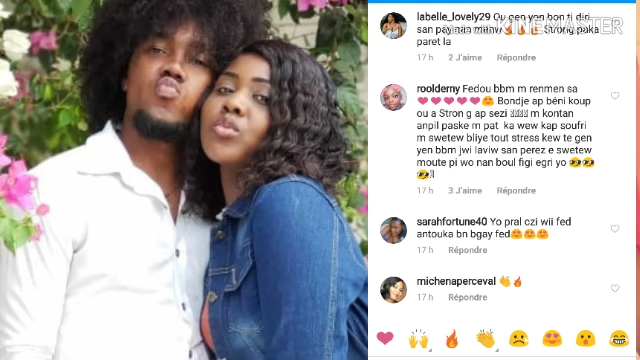 labelle_lovely29 Ou gen yon bon ti diri
san payisan
Strong paka
paret la
17 h 2 J'aime Répondre
KINEMASTER
rooldemy Fedou bbm m renmen sa
❤❤❤❤❤😍 Bondje ap béni koup
ou a Stron g ap sezi m kontan
anpil paske m pat ka wew kap soufri
m swetew bliye tout stress kew te gen
yen bbm jwi laviw san perez e swetew
moute pi wo nan boul figi egri yo 😎😎
😎
17 h 3 J'aime Répondre
sarahfortune40 Yo pral czi wii fed
antouka bn bgay fed😍😍😍
17 h Répondre
michenaperceval 👏🔥
17 h Répondre
❤ 🙌 🔥 👏 😢 😍 😮 😂